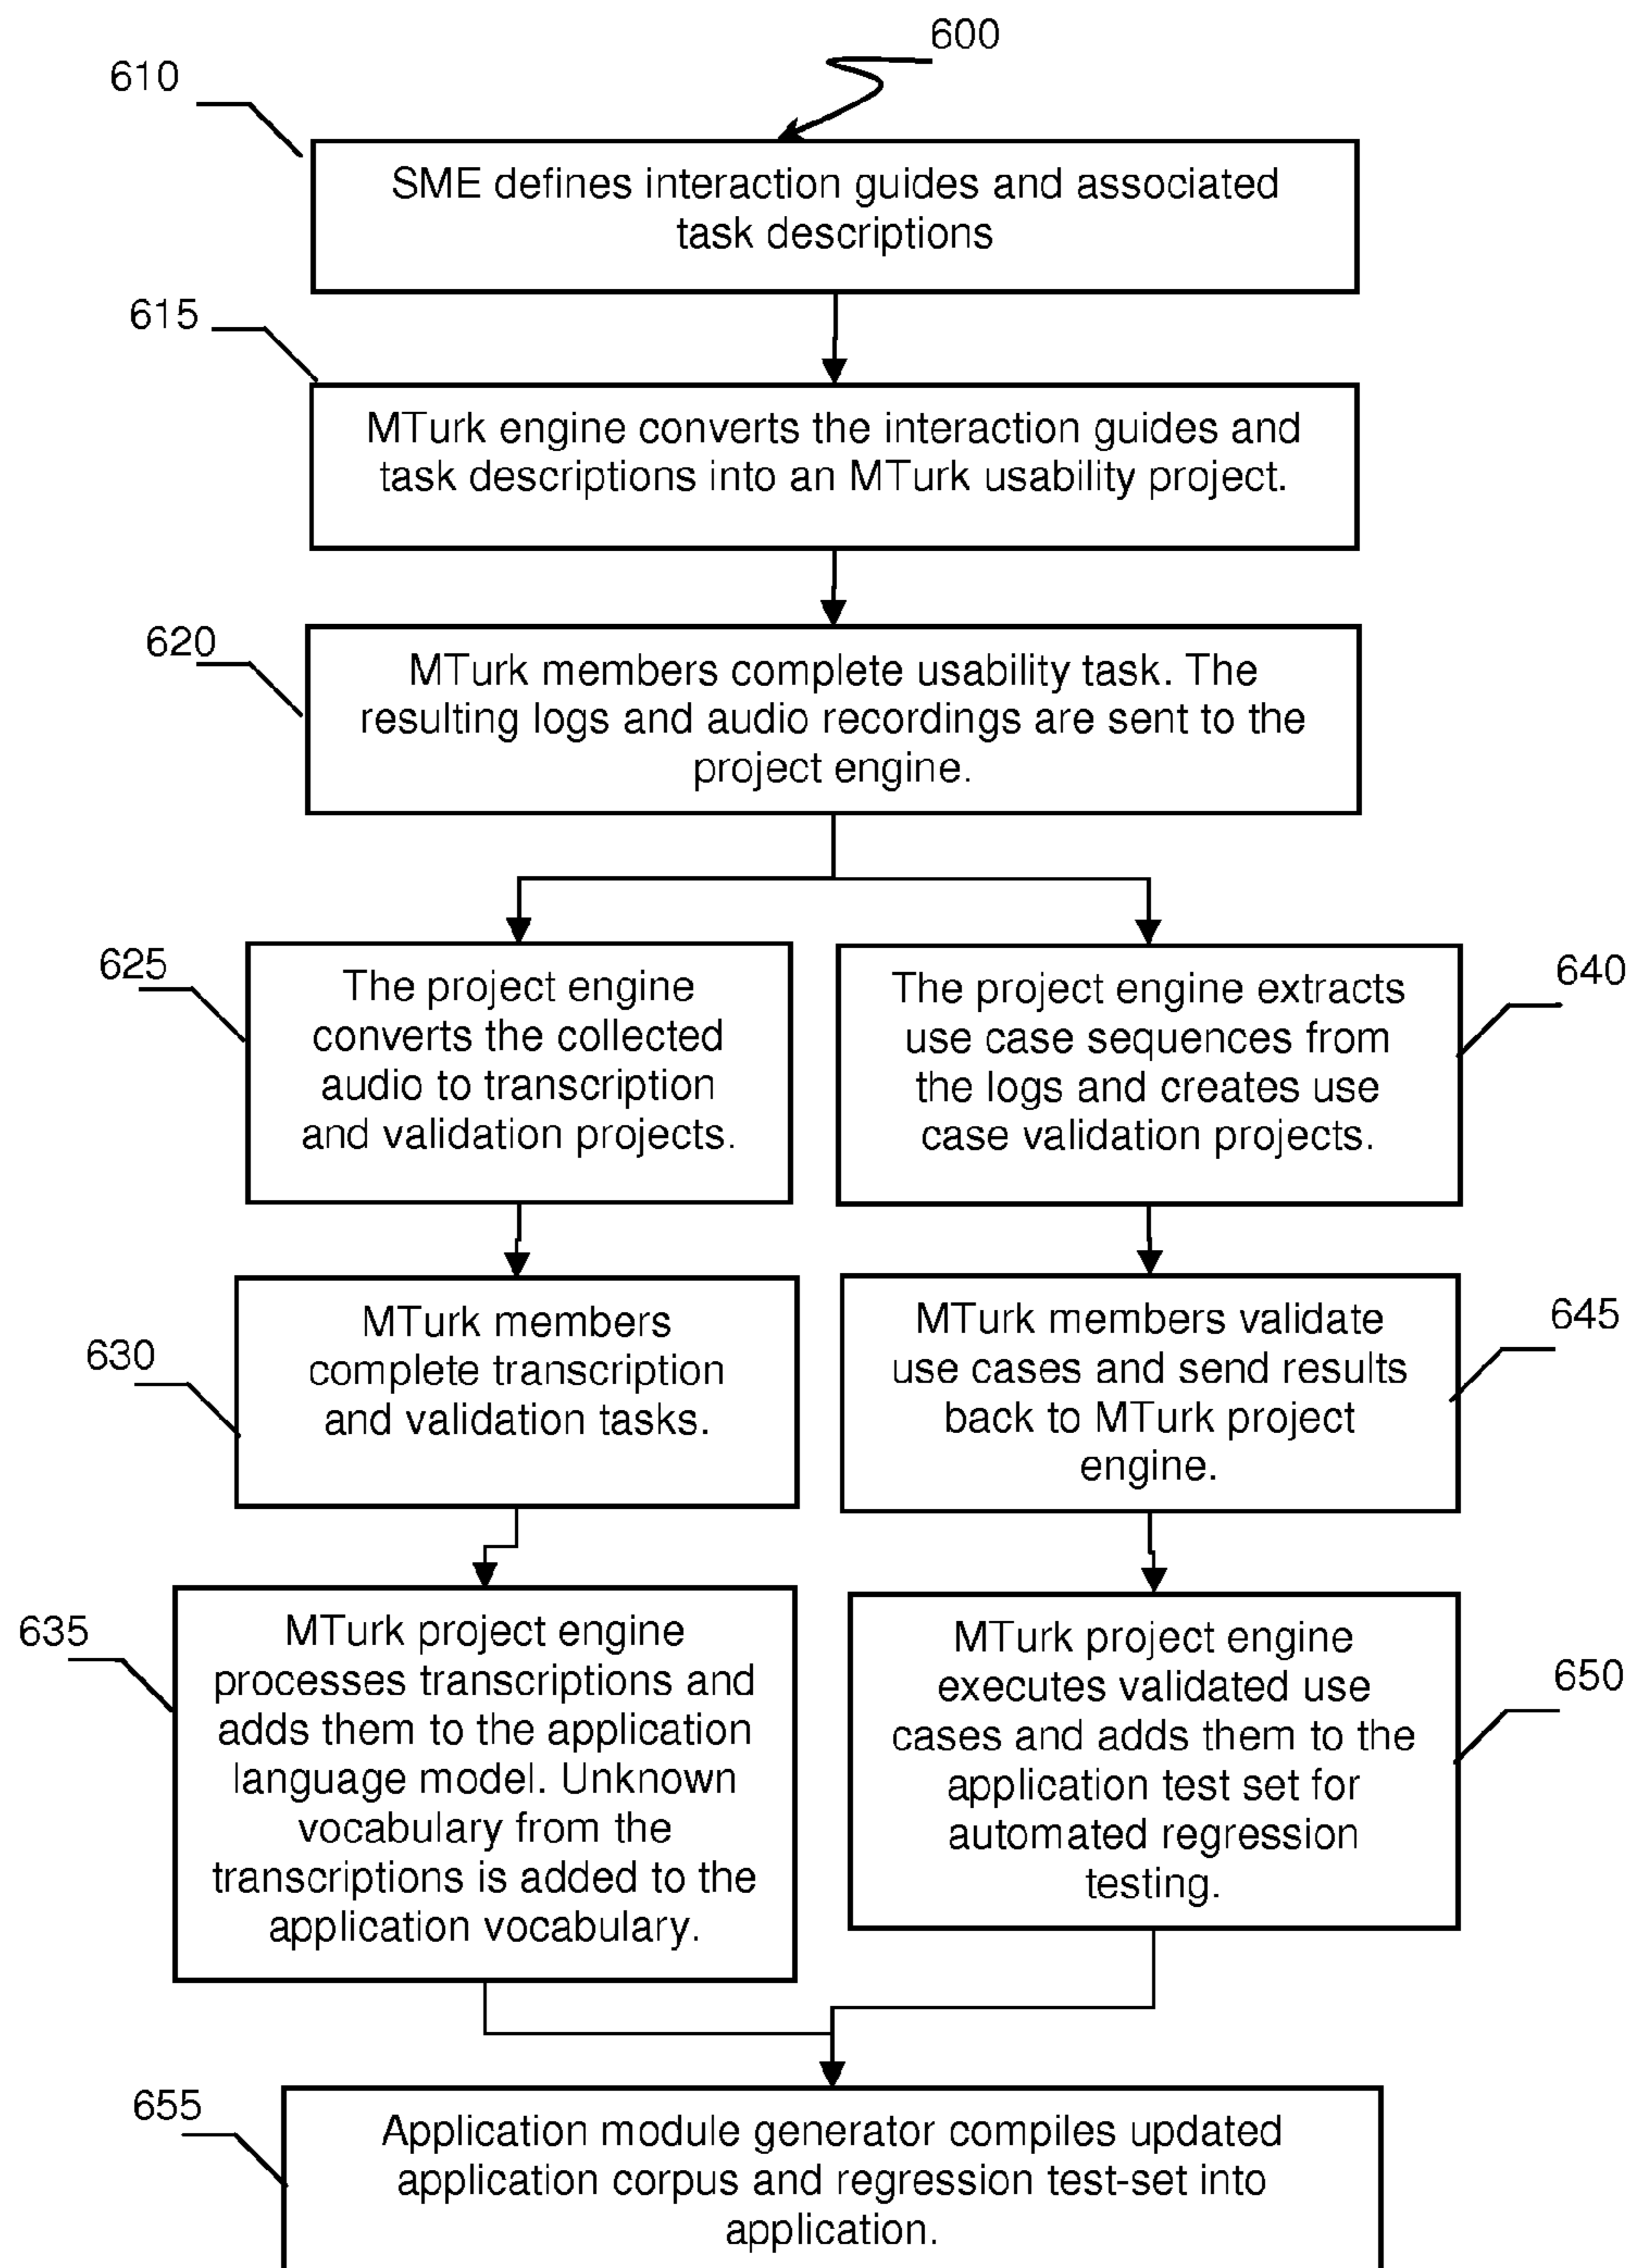 600
610
SME defines interaction guides and associated
task descriptions
615
MTurk engine converts the interaction guides and
task descriptions into an MTurk usability project.
620
MTurk members complete usability task. The
resulting logs and audio recordings are sent to the
project engine.
625
The project engine
converts the collected
audio to transcription
and validation projects.
640
The project engine extracts
use case sequences from
the logs and creates use
case validation projects.
630
MTurk members
complete transcription
and validation tasks.
645
MTurk members validate
use cases and send results
back to MTurk project
engine.
635
MTurk project engine
processes transcriptions and
adds them to the application
language model. Unknown
vocabulary from the
transcriptions is added to the
application vocabulary.
650
MTurk project engine
executes validated use
cases and adds them to the
application test set for
automated regression
testing.
655
Application module generator compiles updated
application corpus and regression test-set into
application.